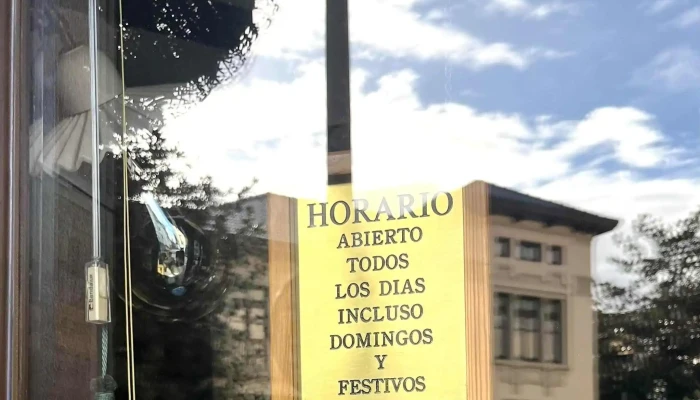 HORARIO
ABIERTO
TODOS
LOS DIAS
INCLUSO
DOMINGOS
Y
FESTIVOS